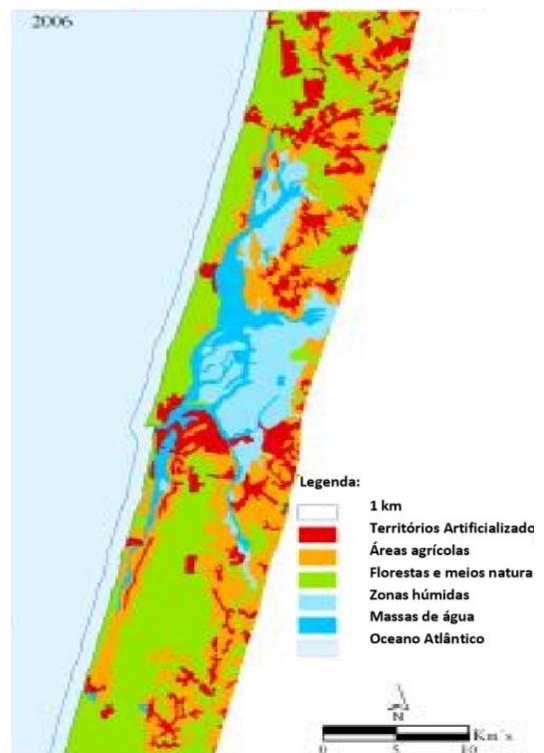 2006
Legenda:
1 km
Territórios Artificializado
Áreas agrícolas
Florestas e meios natura
Zonas húmidas
Massas de água
Oceano Atlântico
N
Km's
0 5 10